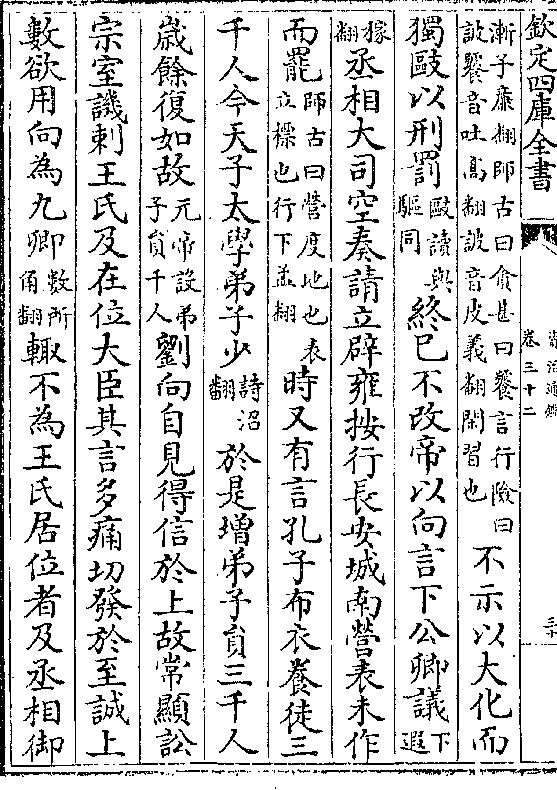 欽定四庫全書
資治通鑑
卷三十二
三十
漸子亷翻師古曰貪甚曰饕言行險曰
詖饕音吐髙翻詖音皮義翻閑習也
不示以大化而
獨敺以刑罰敺讀與驅同終已不改帝以向言下公卿議下遐
嫁翻丞相大司空奏請立辟雍按行長安城南營表未作
而罷師古曰營度地也表立標也行下孟翻時又有言孔子布衣養徒三
千人今天子太學弟子少詩沼翻於是增弟子員三千人
歲餘復如故元帝設弟子員千人劉向自見得信於上故常顯訟
宗室譏刺王氏及在位大臣其言多痛切發於至誠上
數欲用向為九卿數所角翻輙不為王氏居位者及丞相御